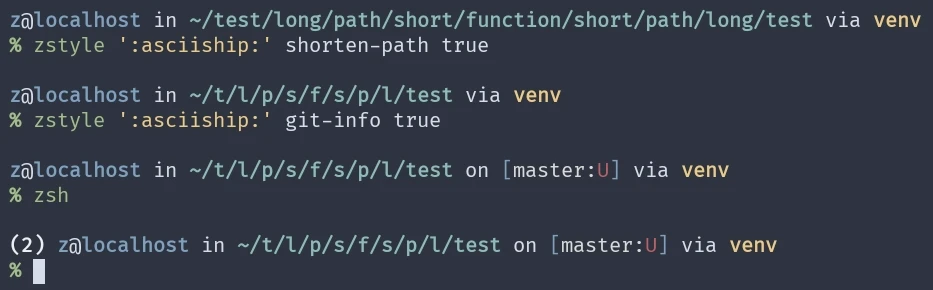 z@localhost in ~/test/long/path/short/function/short/path/long/test via venv
% zstyle ':asciiship:' shorten-path true
z@localhost in ~/t/l/p/s/f/s/p/l/test via venv
% zstyle ':asciiship:' git-info true
z@localhost in ~/t/l/p/s/f/s/p/l/test on [master:U] via venv
% zsh
(2) z@localhost in ~/t/l/p/s/f/s/p/l/test on [master:U] via venv
%